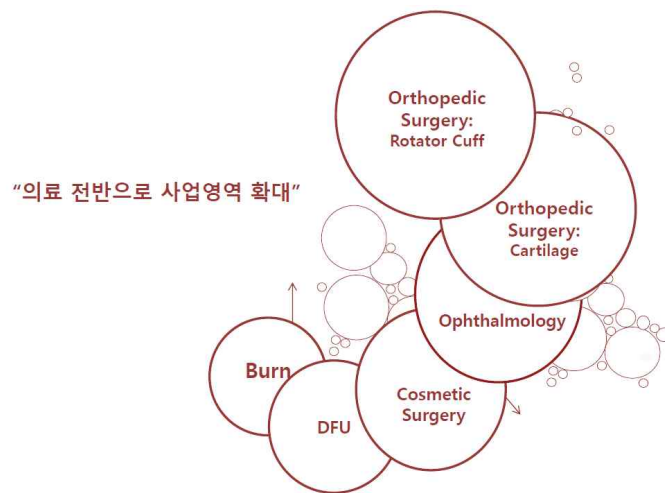 Orthopedic
Surgery:
Rotator Cuff
“의료 전반으로 사업영역 확대”
Orthopedic
Surgery:
Cartilage
Ophthalmology
Burn
Cosmetic
Surgery
DFU